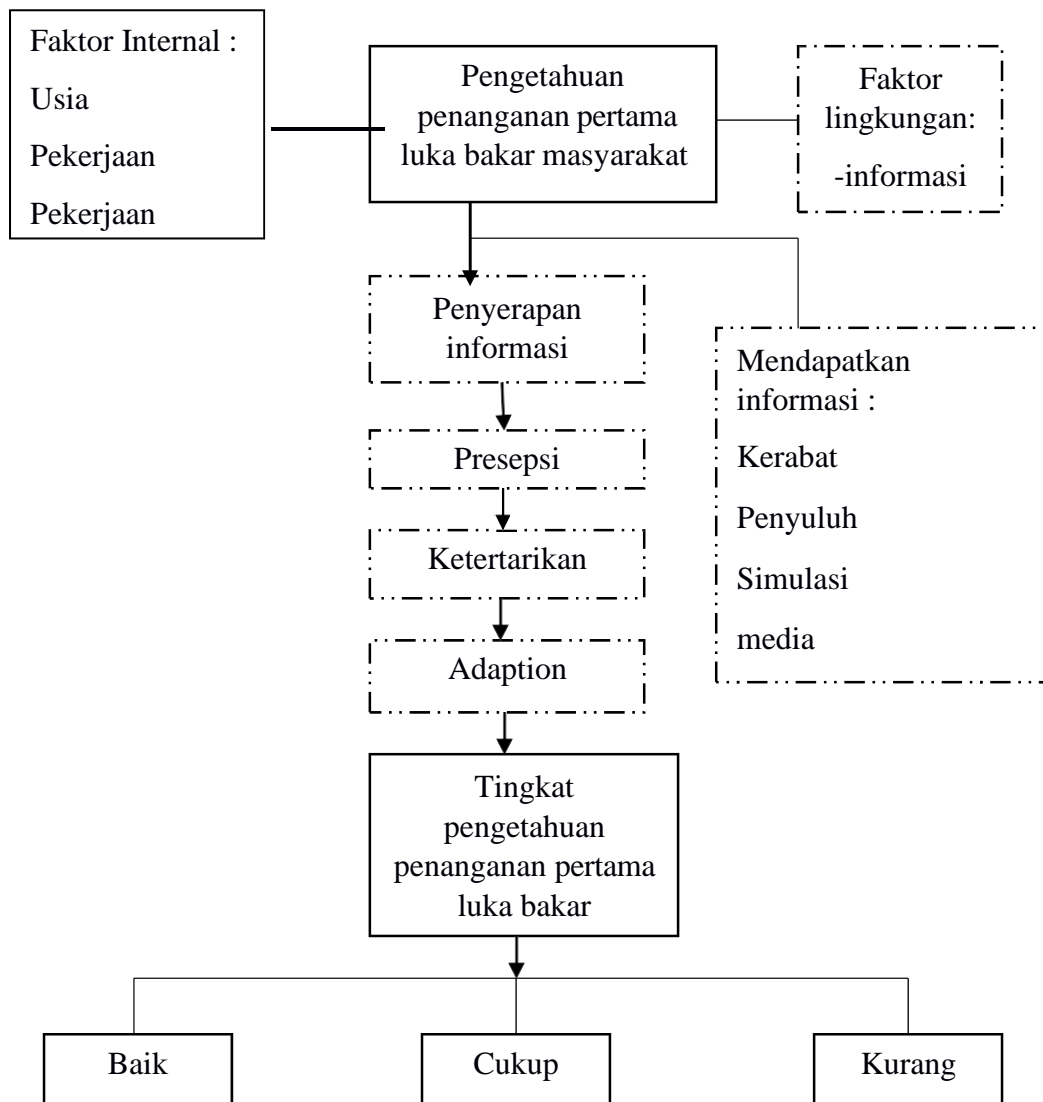 Faktor Internal :
Usia
Pekerjaan
Pekerjaan
Pengetahuan
penanganan pertama
luka bakar masyarakat
Faktor
lingkungan:
-informasi
Penyerapan
informasi
Mendapatkan
informasi :
Kerabat
Penyuluh
Simulasi
media
Presepsi
Ketertarikan
Adaption
Tingkat
pengetahuan
penanganan pertama
luka bakar
Baik
Cukup
Kurang